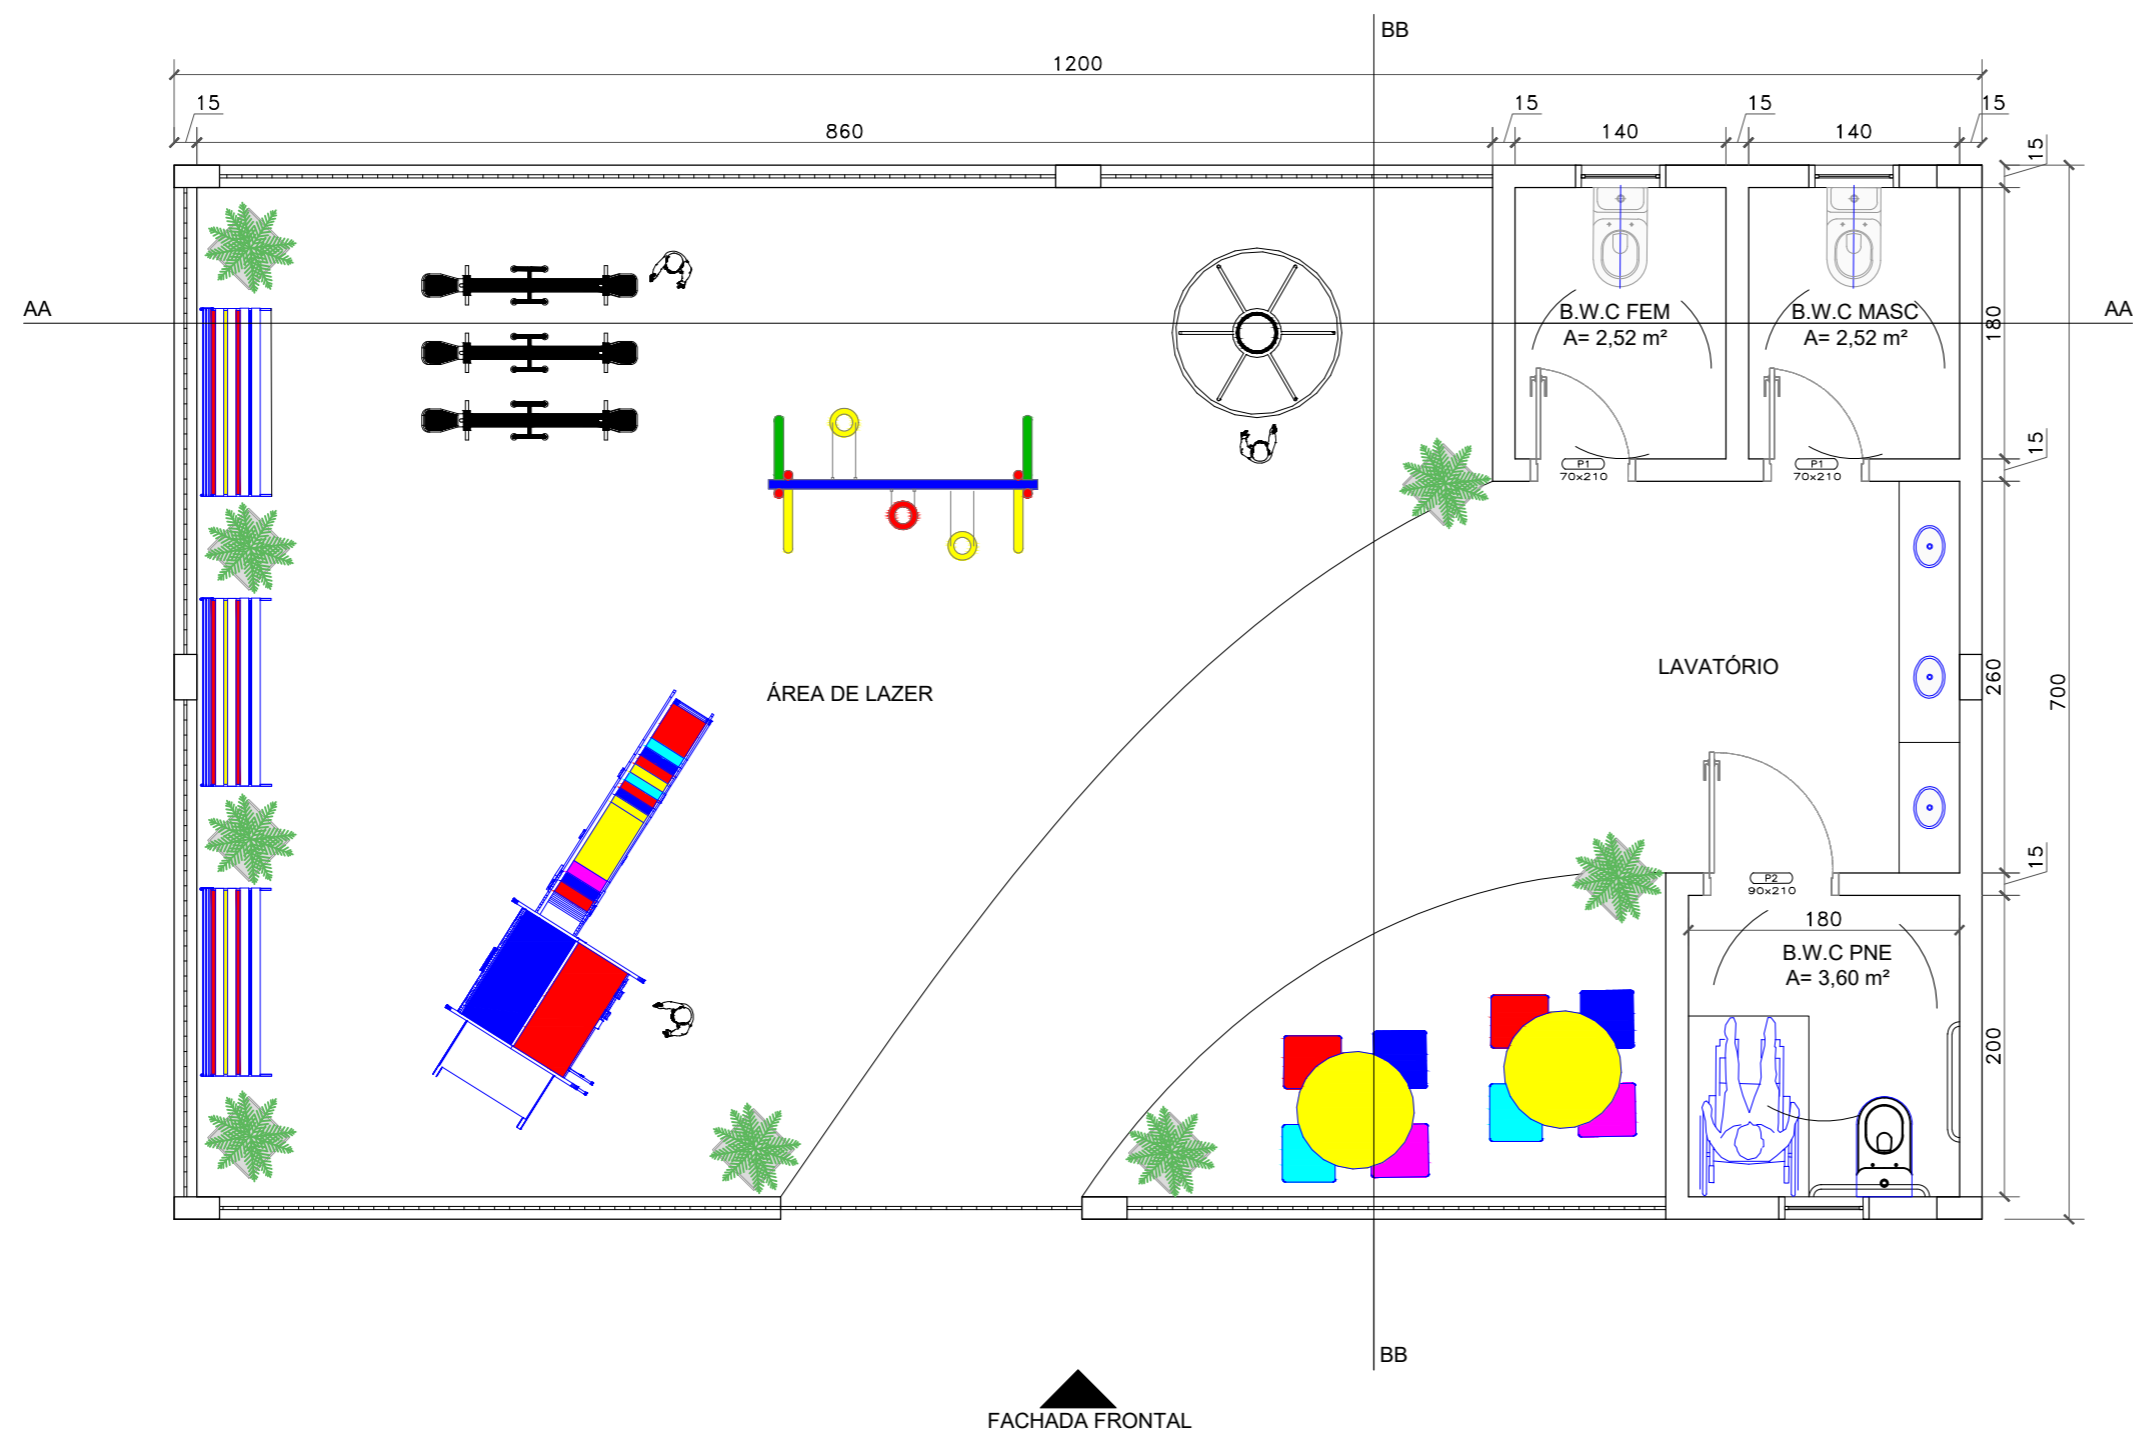 BB
1200
15
15
15
15
860
140
140
15
AA
AA
B.W.C FEM
A= 2,52 m²
B.W.C MASC
A= 2,52 m²
180
P1
70x210
P1
70x210
15
LAVATÓRIO
260
700
ÁREA DE LAZER
15
P2
90x210
180
B.W.C PNE
A= 3,60 m²
200
BB
FACHADA FRONTAL